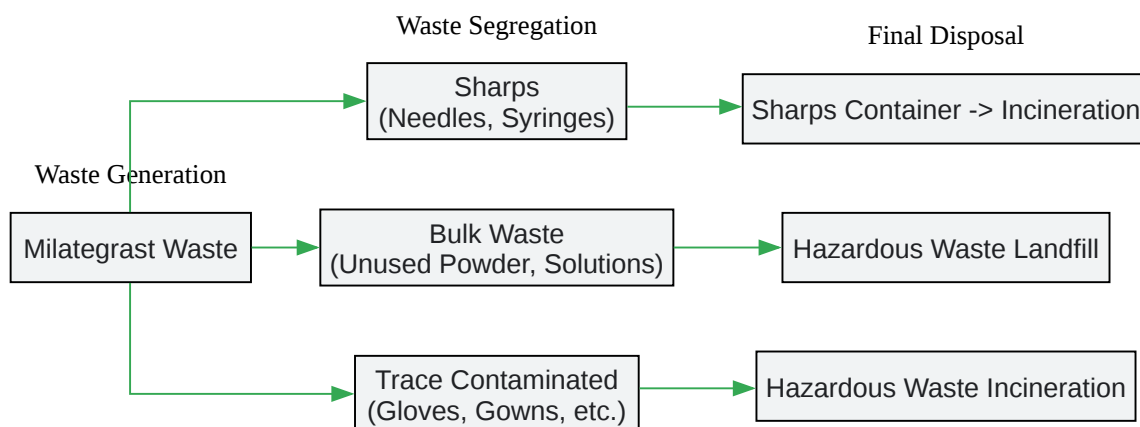 Waste Segregation
Final Disposal
Sharps
(Needles, Syringes)
Sharps Container -> Incineration
Waste Generation
Milategrast Waste
Bulk Waste
(Unused Powder, Solutions)
Hazardous Waste Landfill
Trace Contaminated
(Gloves, Gowns, etc.)
Hazardous Waste Incineration